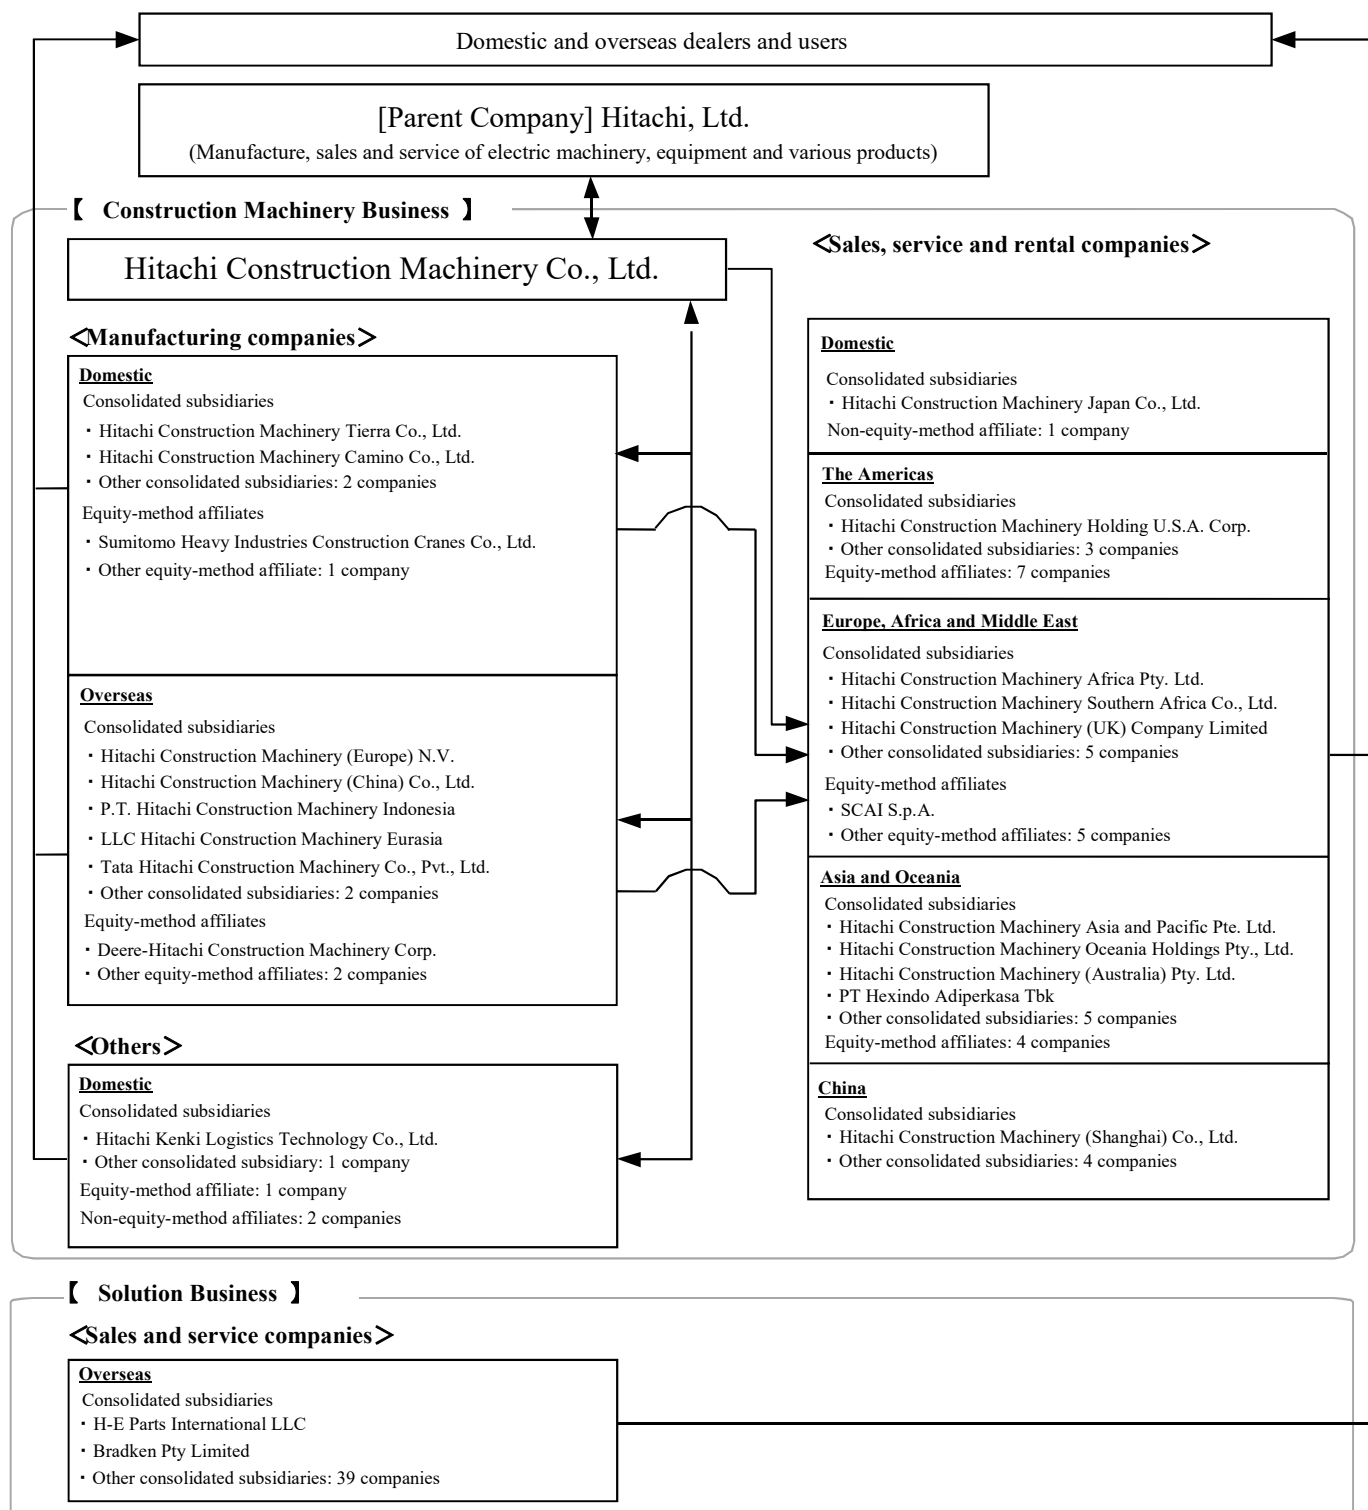 Domestic and overseas dealers and users
[Parent Company] Hitachi, Ltd.
(Manufacture, sales and service of electric machinery, equipment and various products)
【 Construction Machinery Business 】
Hitachi Construction Machinery Co., Ltd.
<Manufacturing companies>
Domestic
Consolidated subsidiaries
・Hitachi Construction Machinery Tierra Co., Ltd.
・Hitachi Construction Machinery Camino Co., Ltd.
・Other consolidated subsidiaries: 2 companies
Equity-method affiliates
・Sumitomo Heavy Industries Construction Cranes Co., Ltd.
・Other equity-method affiliate: 1 company
Overseas
Consolidated subsidiaries
・Hitachi Construction Machinery (Europe) N.V.
・Hitachi Construction Machinery (China) Co., Ltd.
・P.T. Hitachi Construction Machinery Indonesia
・LLC Hitachi Construction Machinery Eurasia
・Tata Hitachi Construction Machinery Co., Pvt., Ltd.
・Other consolidated subsidiaries: 2 companies
Equity-method affiliates
・Deere-Hitachi Construction Machinery Corp.
・Other equity-method affiliates: 2 companies
<Others>
Domestic
Consolidated subsidiaries
・Hitachi Kenki Logistics Technology Co., Ltd.
・Other consolidated subsidiary: 1 company
Equity-method affiliate: 1 company
Non-equity-method affiliates: 2 companies
<Sales, service and rental companies>
Domestic
Consolidated subsidiaries
・Hitachi Construction Machinery Japan Co., Ltd.
Non-equity-method affiliate: 1 company
The Americas
Consolidated subsidiaries
・Hitachi Construction Machinery Holding U.S.A. Corp.
・Other consolidated subsidiaries: 3 companies
Equity-method affiliates: 7 companies
Europe, Africa and Middle East
Consolidated subsidiaries
・Hitachi Construction Machinery Africa Pty. Ltd.
・Hitachi Construction Machinery Southern Africa Co., Ltd.
・Hitachi Construction Machinery (UK) Company Limited
・Other consolidated subsidiaries: 5 companies
Equity-method affiliates
・SCAI S.p.A.
・Other equity-method affiliates: 5 companies
Asia and Oceania
Consolidated subsidiaries
・Hitachi Construction Machinery Asia and Pacific Pte. Ltd.
・Hitachi Construction Machinery Oceania Holdings Pty., Ltd.
・Hitachi Construction Machinery (Australia) Pty. Ltd.
・PT Hexindo Adiperkasa Tbk
・Other consolidated subsidiaries: 5 companies
Equity-method affiliates: 4 companies
China
Consolidated subsidiaries
・Hitachi Construction Machinery (Shanghai) Co., Ltd.
・Other consolidated subsidiaries: 4 companies
【 Solution Business 】
<Sales and service companies>
Overseas
Consolidated subsidiaries
・H-E Parts International LLC
・Bradken Pty Limited
・Other consolidated subsidiaries: 39 companies